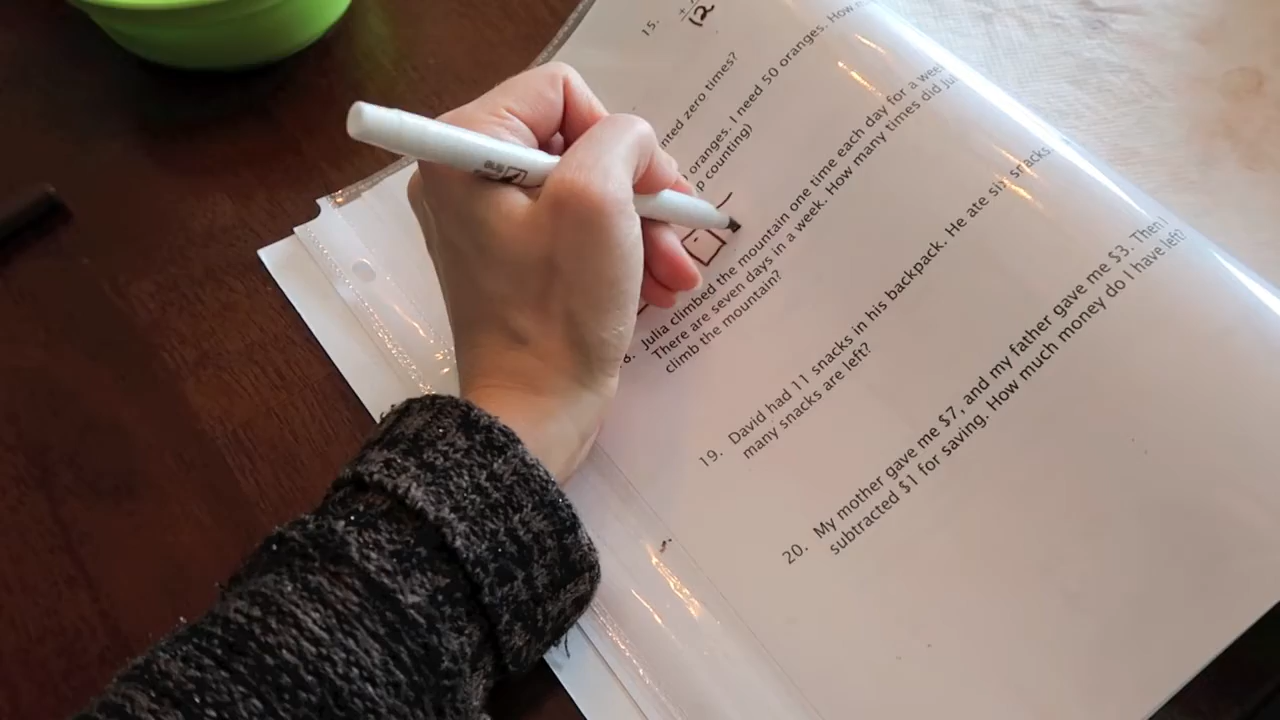 15. +
12
nted zero times?
oranges. I need 50 oranges. How
p counting)
8. Julia climbed the mountain one time each day for a wee
There are seven days in a week. How many times did Jul
climb the mountain?
19. David had 11 snacks in his backpack. He ate six snacks.
many snacks are left?
20. My mother gave me $7, and my father gave me $3. Then I
subtracted $1 for saving. How much money do I have left?